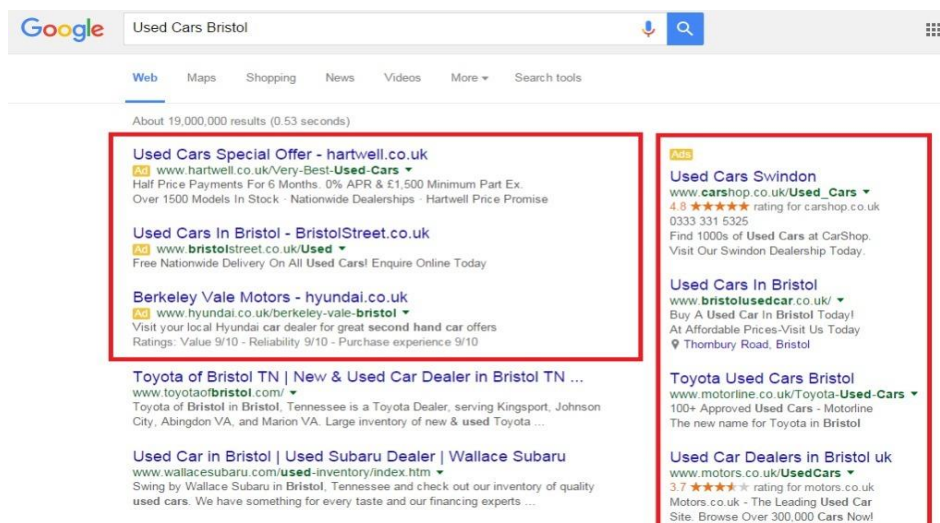 Google
Used Cars Bristol
Web Maps Shopping News Videos More Search tools
About 19,000,000 results (0.53 seconds)
Used Cars Special Offer - hartwell.co.uk
Ad www.hartwell.co.uk/Very-Best-Used-Cars
Half Price Payments For 6 Months. 0% APR & £1,500 Minimum Part Ex.
Over 1500 Models In Stock · Nationwide Dealerships · Hartwell Price Promise
Used Cars In Bristol - BristolStreet.co.uk
Ad www.bristolstreet.co.uk/Used
Free Nationwide Delivery On All Used Cars! Enquire Online Today
Berkeley Vale Motors - hyundai.co.uk
Ad www.hyundai.co.uk/berkeley-vale-bristol
Visit your local Hyundai car dealer for great second hand car offers
Ratings: Value 9/10 - Reliability 9/10 - Purchase experience 9/10
Toyota of Bristol TN | New & Used Car Dealer in Bristol TN ...
www.toyotaofbristol.com/
Toyota of Bristol in Bristol, Tennessee is a Toyota Dealer, serving Kingsport, Johnson
City, Abingdon VA, and Marion VA. Large inventory of new & used Toyota ...
Used Car in Bristol | Used Subaru Dealer | Wallace Subaru
www.wallacesubaru.com/used-inventory/index.htm
Swing by Wallace Subaru in Bristol, Tennessee and check out our inventory of quality
used cars. We have something for every taste and our financing experts ...
Ads
Used Cars Swindon
www.carshop.co.uk/Used_Cars
4.8 ★★★★★ rating for carshop.co.uk
0333 331 5325
Find 1000s of Used Cars at CarShop.
Visit Our Swindon Dealership Today.
Used Cars In Bristol
www.bristolusedcar.co.uk/
Buy A Used Car In Bristol Today!
At Affordable Prices-Visit Us Today
Thornbury Road, Bristol
Toyota Used Cars Bristol
www.motorline.co.uk/Toyota-Used-Cars
100+ Approved Used Cars - Motorline
The new name for Toyota in Bristol
Used Car Dealers in Bristol uk
www.motors.co.uk/UsedCars
3.7 ★★★★★ rating for motors.co.uk
Motors.co.uk - The Leading Used Car
Site. Browse Over 300,000 Cars Now!